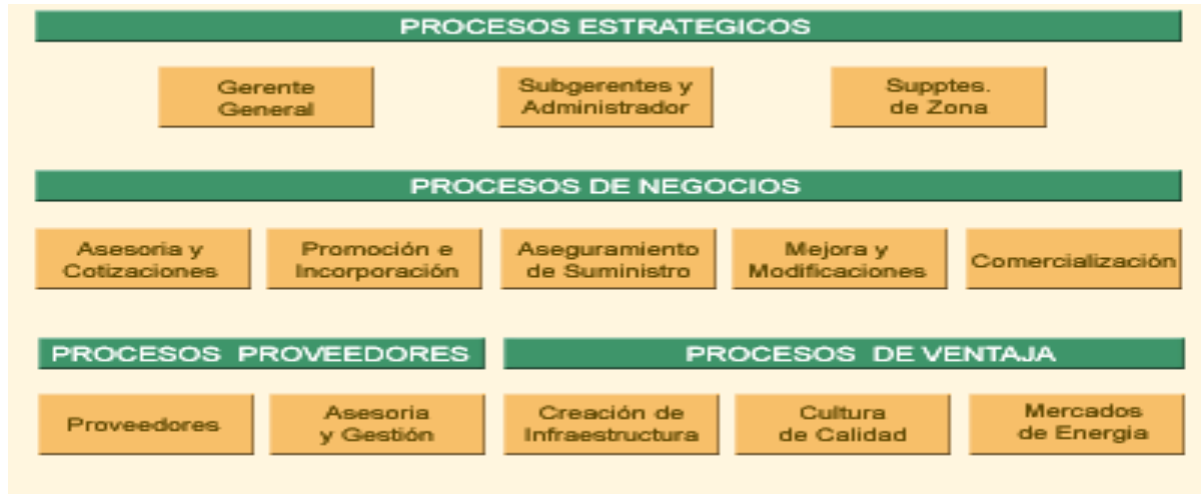 PROCESOS ESTRATEGICOS
Gerente
General
Subgerentes y
Administrador
Supptes.
de Zona
PROCESOS DE NEGOCIOS
Asesoria y
Cotizaciones
Promoción e
Incorporación
Aseguramiento
de Suministro
Mejora y
Modificaciones
Comercialización
PROCESOS PROVEEDORES
Proveedores
Asesoria
y Gestión
PROCESOS DE VENTAJA
Creación de
Infraestructura
Cultura
de Calidad
Mercados
de Energia